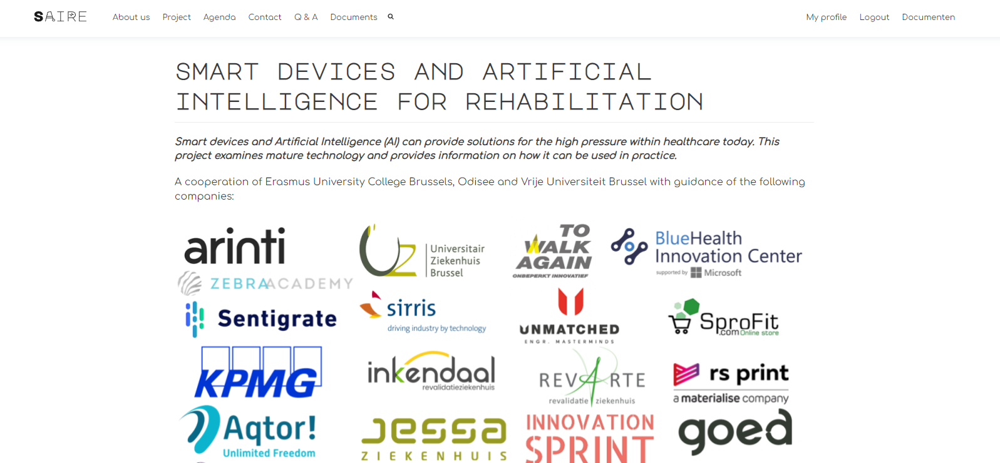 SAIRE About us Project Agenda Contact Q & A Documents My profile Logout Documenten
SMART DEVICES AND ARTIFICIAL
INTELLIGENCE FOR REHABILITATION
Smart devices and Artificial Intelligence (AI) can provide solutions for the high pressure within healthcare today. This
project examines mature technology and provides information on how it can be used in practice.
A cooperation of Erasmus University College Brussels, Odisee and Vrije Universiteit Brussel with guidance of the following
companies:
arinti
UZ
Universitair
Ziekenhuis
Brussel
TO
WALK
AGAIN
ONBEPERKT INNOVATIEF
BlueHealth
Innovation Center
supported by Microsoft
ZEBRAACADEMY
Sentigrate
sirris
driving industry by technology
UNMATCHED
ENGR. MASTERMINDS
SproFit
.com Online store
KPMG
inkendaal
revalidatieziekenhuis
REVARTE
revalidatie ziekenhuis
rs print
a materialise company
Aqtor!
Unlimited Freedom
Jessa
ZIEKENHUIS
INNOVATION
SPRINT
goed